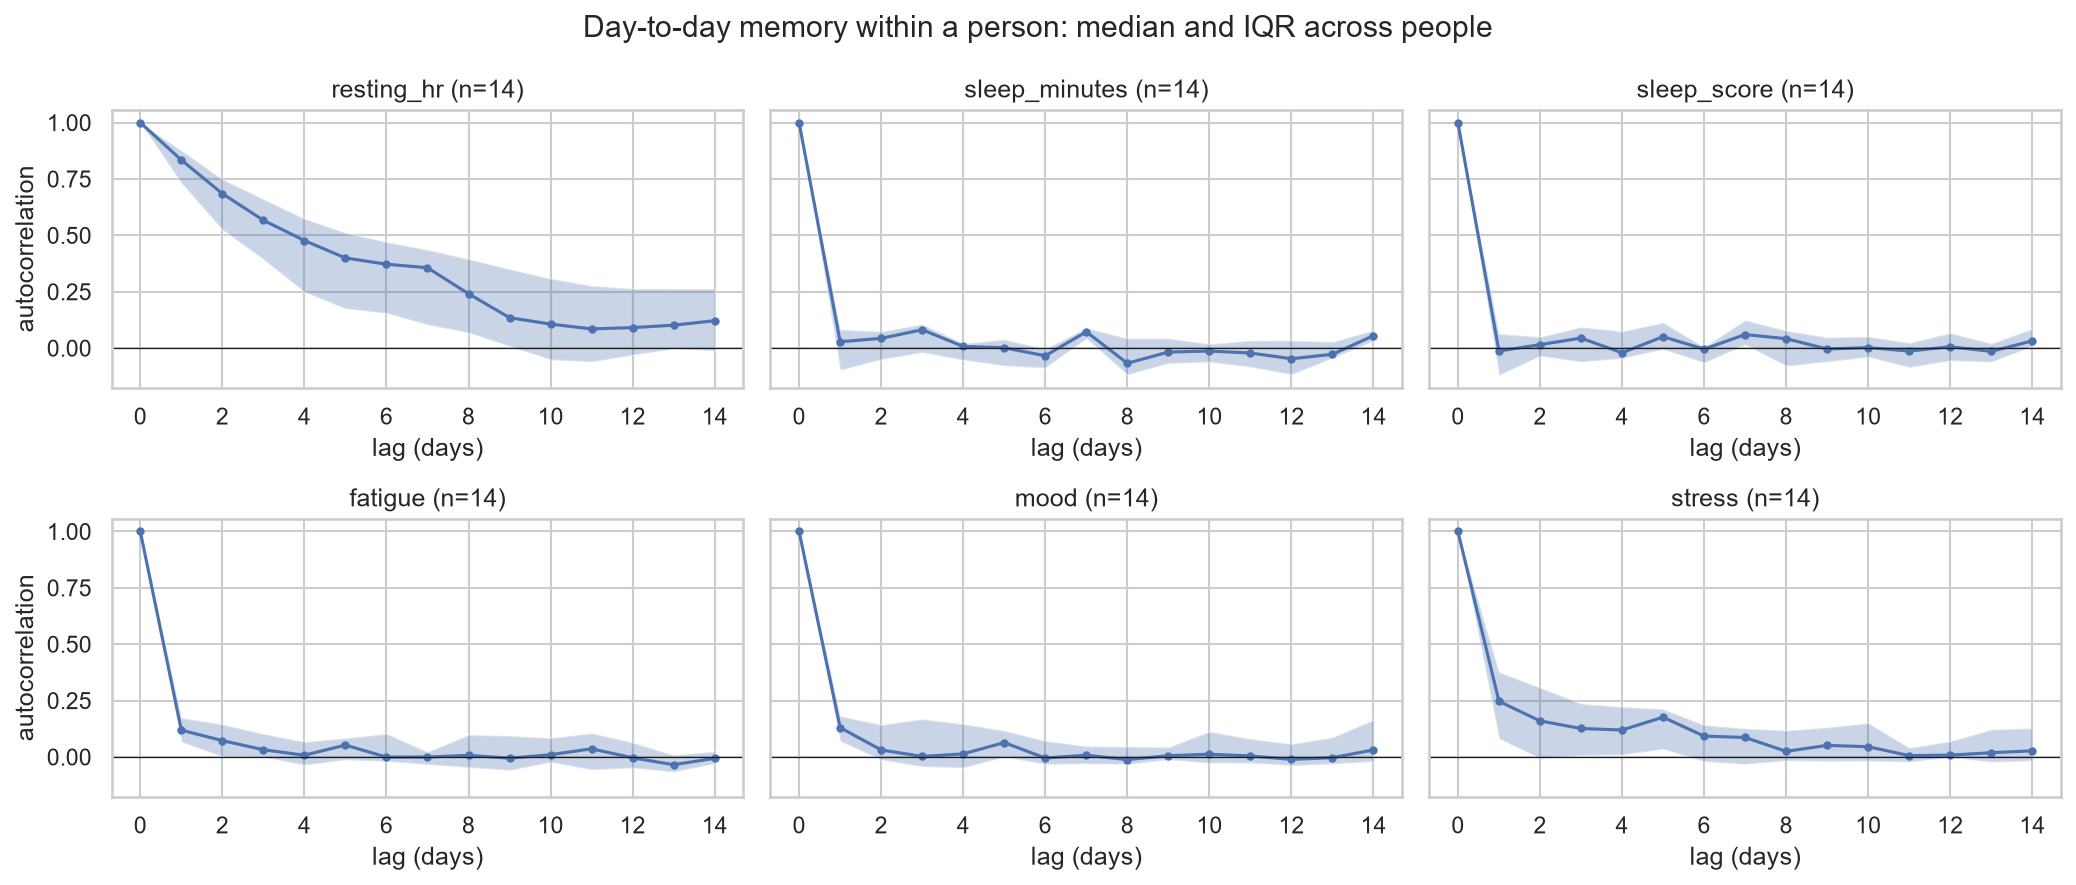 Day-to-day memory within a person: median and IQR across people
resting_hr (n=14)
sleep_minutes (n=14)
sleep_score (n=14)
autocorrelation
1.00
0.75
0.50
0.25
0.00
0 2 4 6 8 10 12 14
0 2 4 6 8 10 12 14
0 2 4 6 8 10 12 14
lag (days)
lag (days)
lag (days)
fatigue (n=14)
mood (n=14)
stress (n=14)
autocorrelation
1.00
0.75
0.50
0.25
0.00
0 2 4 6 8 10 12 14
0 2 4 6 8 10 12 14
0 2 4 6 8 10 12 14
lag (days)
lag (days)
lag (days)